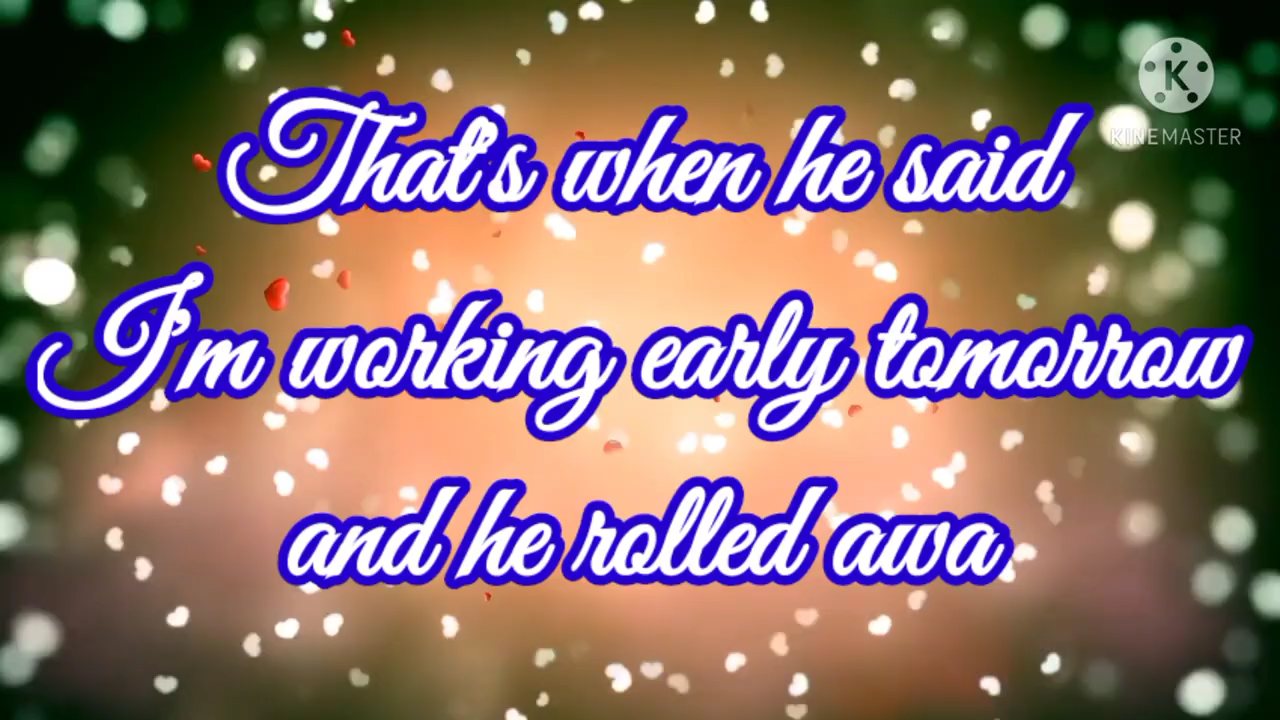 That's when he said
I'm working early tomorrow
and he rolled awa
K
KINEMASTER